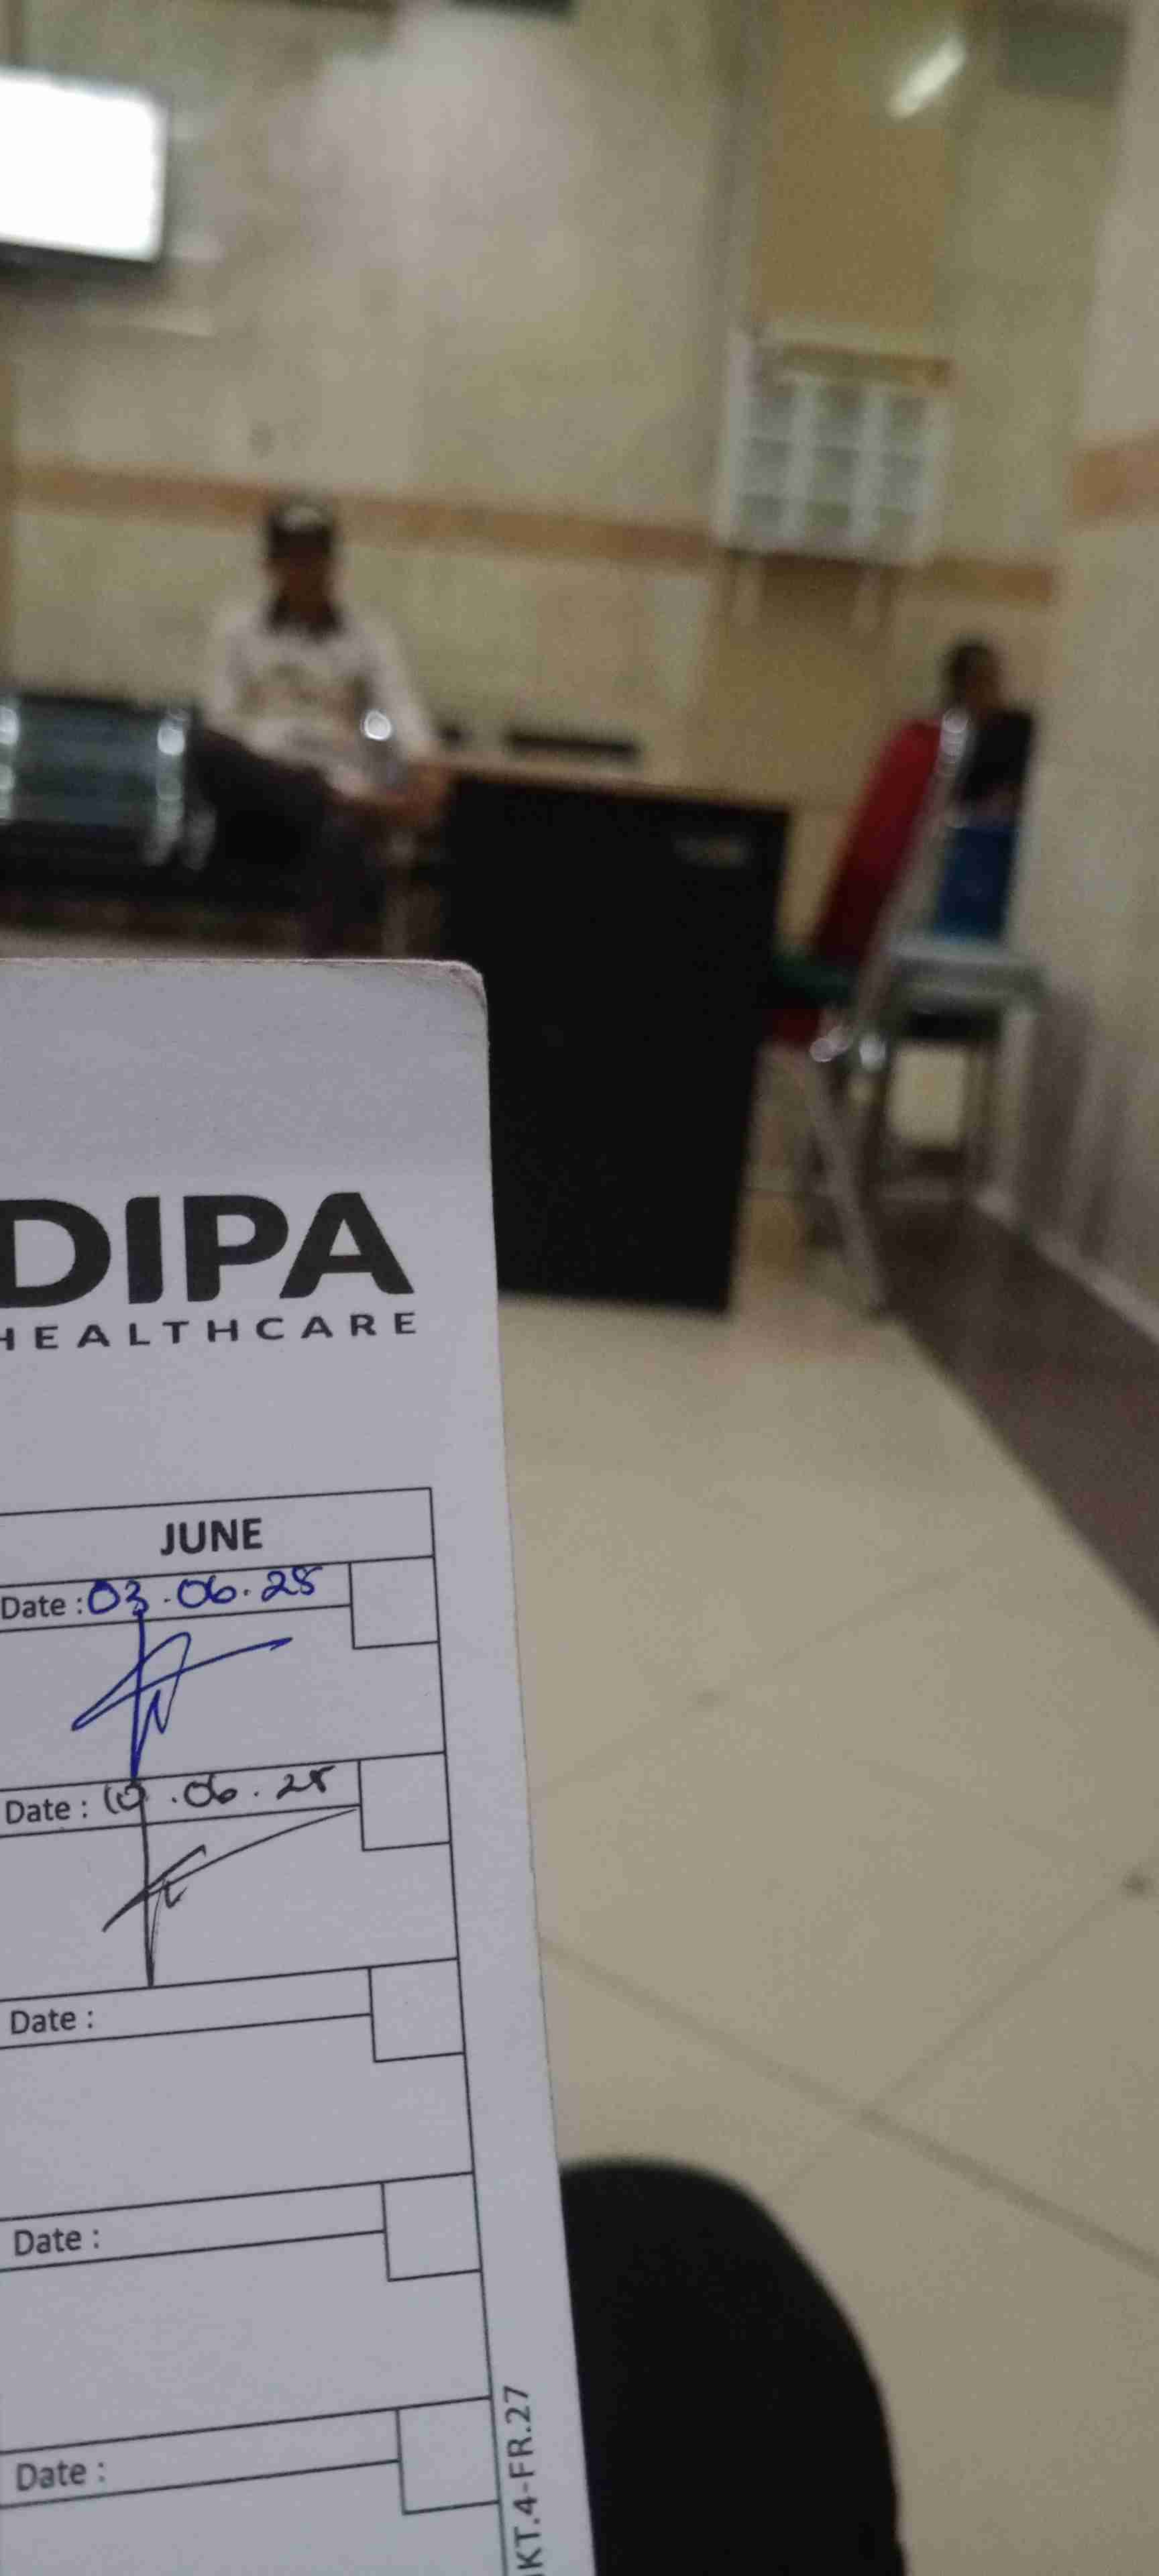 DIPA
HEALTHCARE
JUNE
Date : 03.06.25
Date : 10.06.25
Date :
Date :
Date :
KT.4-FR.27